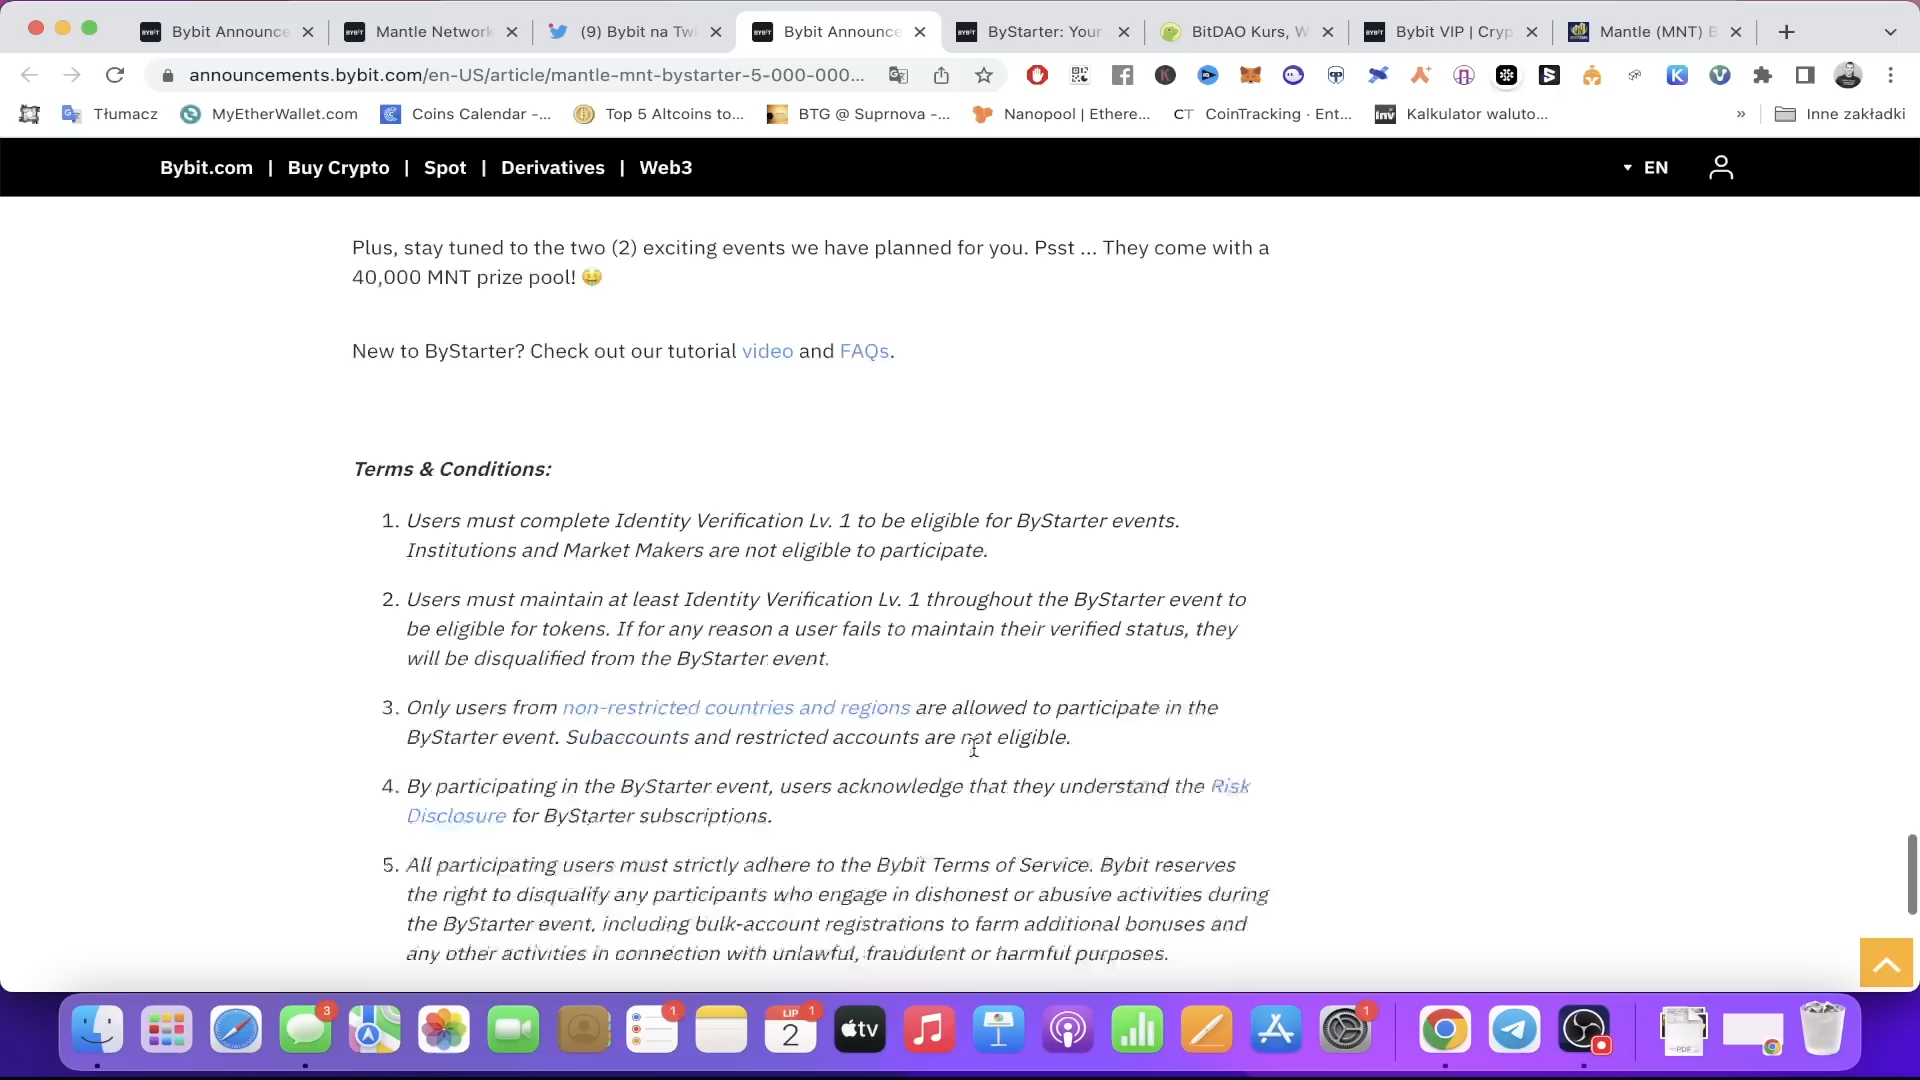 Bybit Announce
Mantle Network
(9) Bybit na Twi
Bybit Announce
ByStarter: Your
BitDAO Kurs, W
Bybit VIP | Cryp
Mantle (MNT) B
announcements.bybit.com/en-US/article/mantle-mnt-bystarter-5-000-000...
Tłumacz
MyEtherWallet.com
Coins Calendar -...
Top 5 Altcoins to...
BTG @ Suprnova -...
Nanopool | Ethere...
CT CoinTracking · Ent...
Inv Kalkulator waluto...
» Inne zakładki
Bybit.com | Buy Crypto | Spot | Derivatives | Web3
EN
Plus, stay tuned to the two (2) exciting events we have planned for you. Psst ... They come with a
40,000 MNT prize pool! 🤑
New to ByStarter? Check out our tutorial video and FAQs.
Terms & Conditions:
1. Users must complete Identity Verification Lv. 1 to be eligible for ByStarter events.
Institutions and Market Makers are not eligible to participate.
2. Users must maintain at least Identity Verification Lv. 1 throughout the ByStarter event to
be eligible for tokens. If for any reason a user fails to maintain their verified status, they
will be disqualified from the ByStarter event.
3. Only users from non-restricted countries and regions are allowed to participate in the
ByStarter event. Subaccounts and restricted accounts are not eligible.
4. By participating in the ByStarter event, users acknowledge that they understand the Risk
Disclosure for ByStarter subscriptions.
5. All participating users must strictly adhere to the Bybit Terms of Service. Bybit reserves
the right to disqualify any participants who engage in dishonest or abusive activities during
the ByStarter event, including bulk-account registrations to farm additional bonuses and
any other activities in connection with unlawful, fraudulent or harmful purposes.
3
1
LIP
2
1
tv
1
PDF